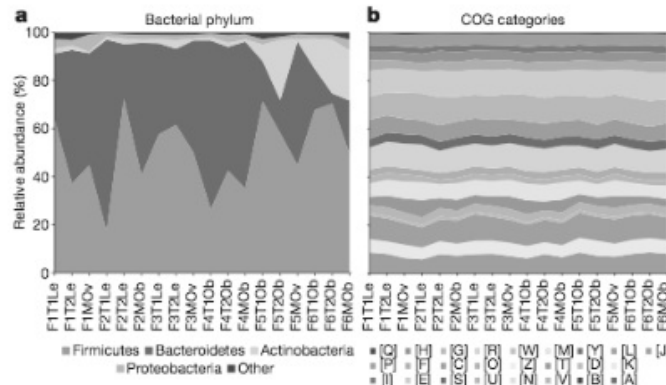 a Bacterial phylum
b COG categories
Relative abundance (%)
100
80
60
40
20
0
F1T1Le
F1T2Le
F1MOv
F2T1Le
F2T2Le
F2MOb
F3T1Le
F3T2Le
F3MOv
F4T1Ob
F4T2Ob
F4MOb
F5T1Ob
F5T2Ob
F5MOv
F6T1Ob
F6T2Ob
F6MOb
F1T1Le
F1T2Le
F1MOv
F2T1Le
F2T2Le
F2MOb
F3T1Le
F3T2Le
F3MOv
F4T1Ob
F4T2Ob
F4MOb
F5T1Ob
F5T2Ob
F5MOv
F6T1Ob
F6T2Ob
F6MOb
Firmicutes Bacteroidetes Actinobacteria
Proteobacteria Other
[Q] [H] [G] [R] [W] [M] [Y] [L] [J]
[P] [F] [C] [O] [Z] [T] [D] [K]
[I] [E] [S] [U] [N] [V] [B] [A]